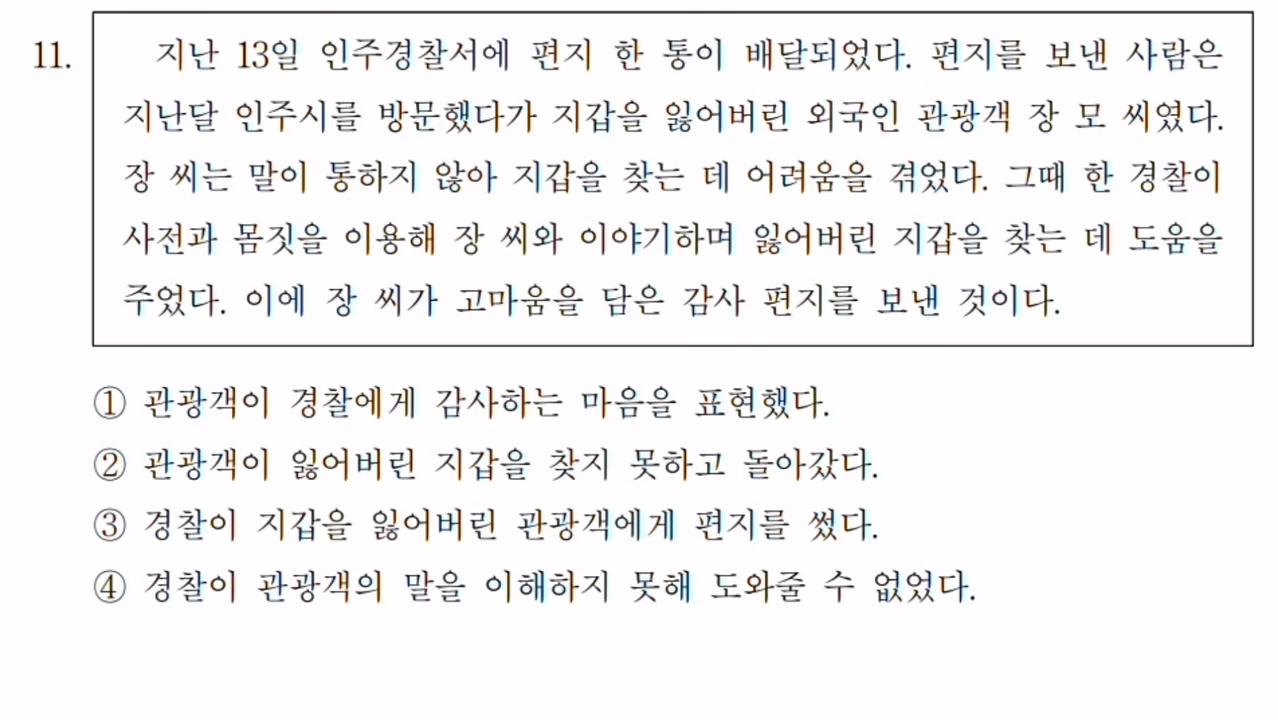 11. 지난 13일 인주경찰서에 편지 한 통이 배달되었다. 편지를 보낸 사람은
지난달 인주시를 방문했다가 지갑을 잃어버린 외국인 관광객 장 모 씨였다.
장 씨는 말이 통하지 않아 지갑을 찾는 데 어려움을 겪었다. 그때 한 경찰이
사전과 몸짓을 이용해 장 씨와 이야기하며 잃어버린 지갑을 찾는 데 도움을
주었다. 이에 장 씨가 고마움을 담은 감사 편지를 보낸 것이다.
① 관광객이 경찰에게 감사하는 마음을 표현했다.
② 관광객이 잃어버린 지갑을 찾지 못하고 돌아갔다.
③ 경찰이 지갑을 잃어버린 관광객에게 편지를 썼다.
④ 경찰이 관광객의 말을 이해하지 못해 도와줄 수 없었다.